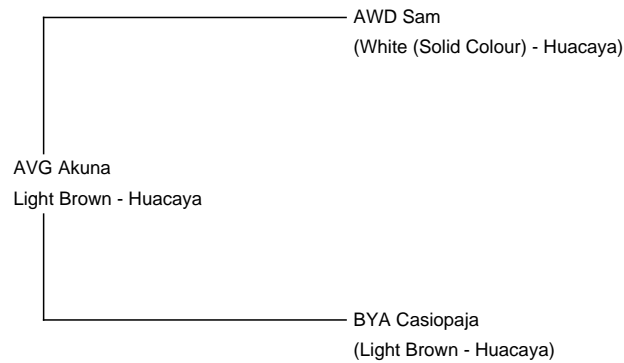 AWD Sam
(White (Solid Colour) - Huacaya)
AVG Akuna
Light Brown - Huacaya
BYA Casiopaja
(Light Brown - Huacaya)